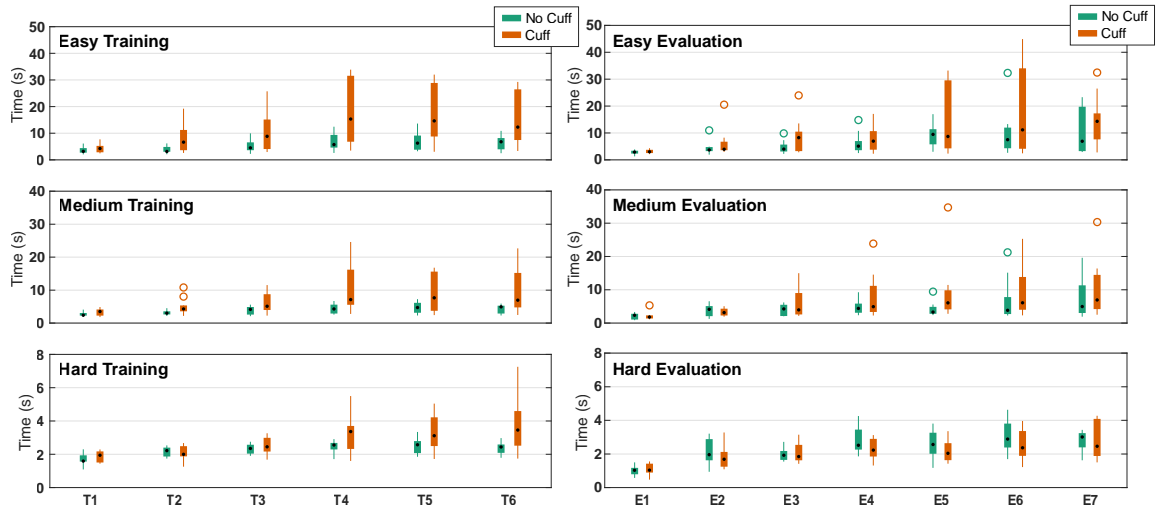 No Cuff
Cuff
Easy Training
Time (s)
50
40
30
20
10
0
Medium Training
Time (s)
40
30
20
10
0
Hard Training
Time (s)
8
6
4
2
0
T1 T2 T3 T4 T5 T6
No Cuff
Cuff
Easy Evaluation
Time (s)
50
40
30
20
10
0
Medium Evaluation
Time (s)
40
30
20
10
0
Hard Evaluation
Time (s)
8
6
4
2
0
E1 E2 E3 E4 E5 E6 E7